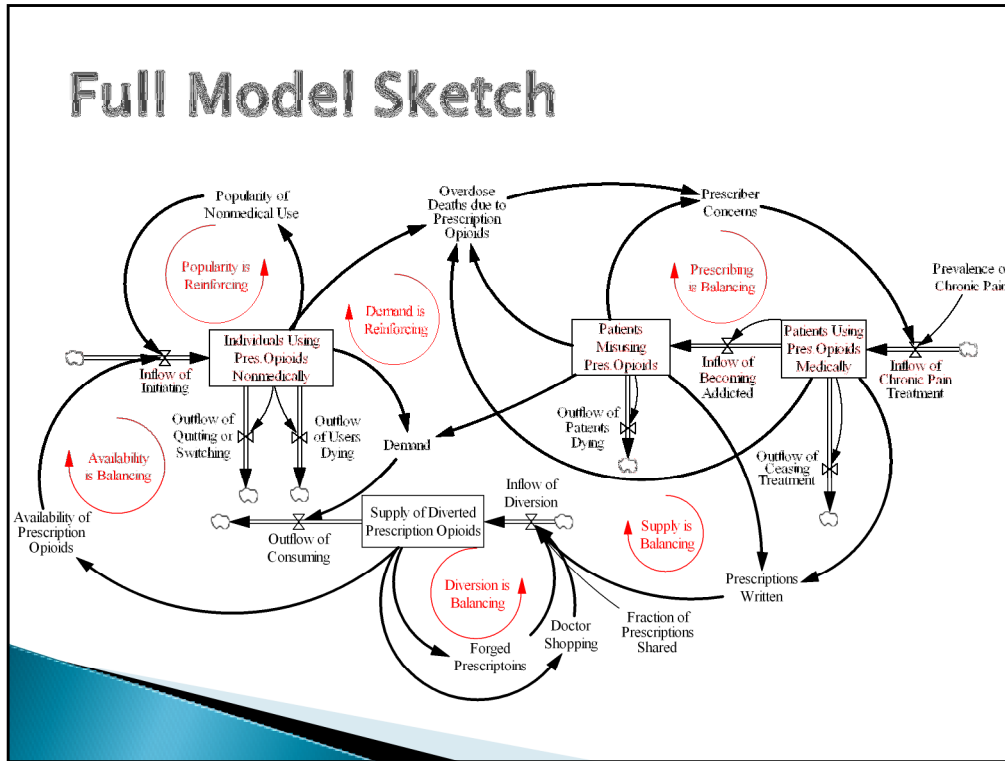 Full Model Sketch
Popularity of
Nonmedical Use
Overdose
Deaths due to
Prescription
Opioids
Prescriber
Concerns
Popularity is
Reinforcing
Demand is
Reinforcing
Prescribing
is Balancing
Prevalence of
Chronic Pain
Individuals Using
Pres.Opioids
Nonmedically
Patients
Misusing
Pres.Opioids
Patients Using
Pres Opioids
Medically
Inflow of
Initiating
Inflow of
Becoming
Addicted
Inflow of
Chronic Pain
Treatment
Outflow of
Quitting or
Switching
Outflow
of Users
Dying
Demand
Outflow of
Patients
Dying
Outflow of
Ceasing
Treatment
Availability
is Balancing
Availability of
Prescription
Opioids
Supply of Diverted
Prescription Opioids
Inflow of
Diversion
Outflow of
Consuming
Supply is
Balancing
Diversion is
Balancing
Prescriptions
Written
Forged
Prescriptoins
Doctor
Shopping
Fraction of
Prescriptions
Shared